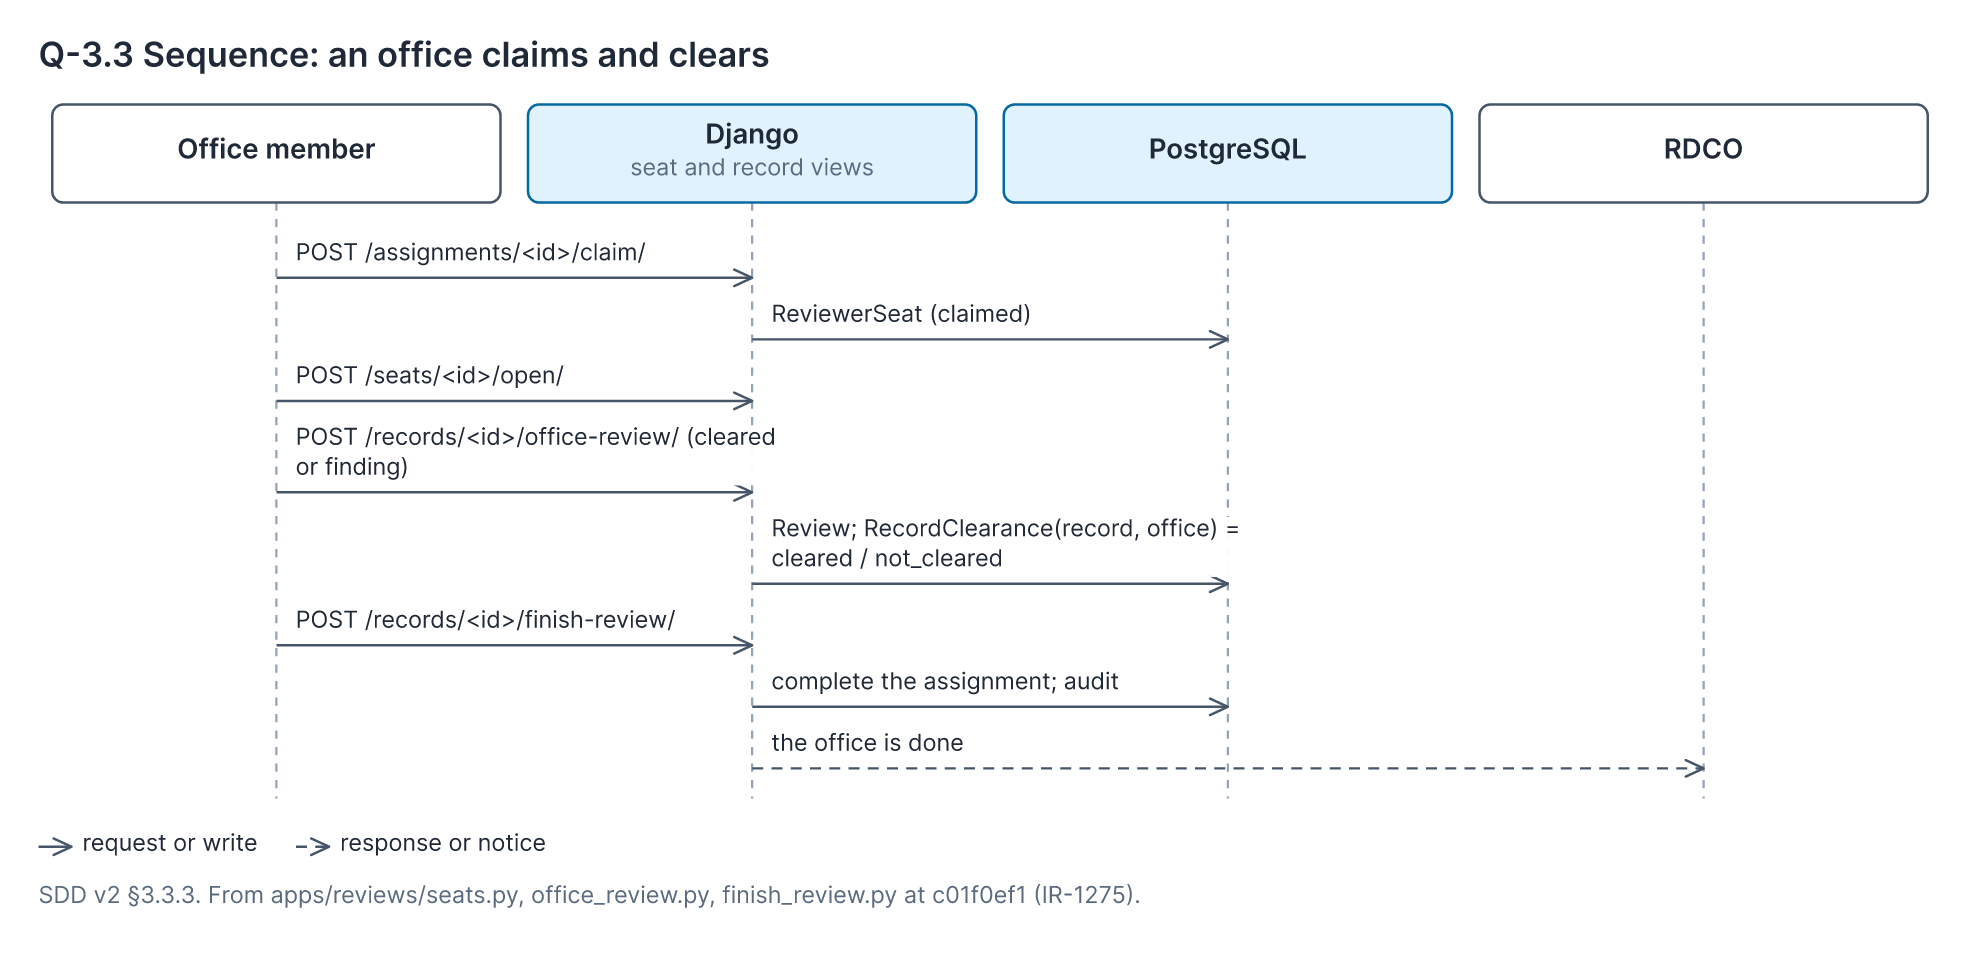 Q-3.3 Sequence: an office claims and clears
Office member
Django
seat and record views
PostgreSQL
RDCO
POST /assignments/<id>/claim/
ReviewerSeat (claimed)
POST /seats/<id>/open/
POST /records/<id>/office-review/ (cleared
or finding)
Review; RecordClearance(record, office) =
cleared / not_cleared
POST /records/<id>/finish-review/
complete the assignment; audit
the office is done
request or write
response or notice
SDD v2 §3.3.3. From apps/reviews/seats.py, office_review.py, finish_review.py at c01f0ef1 (IR-1275).